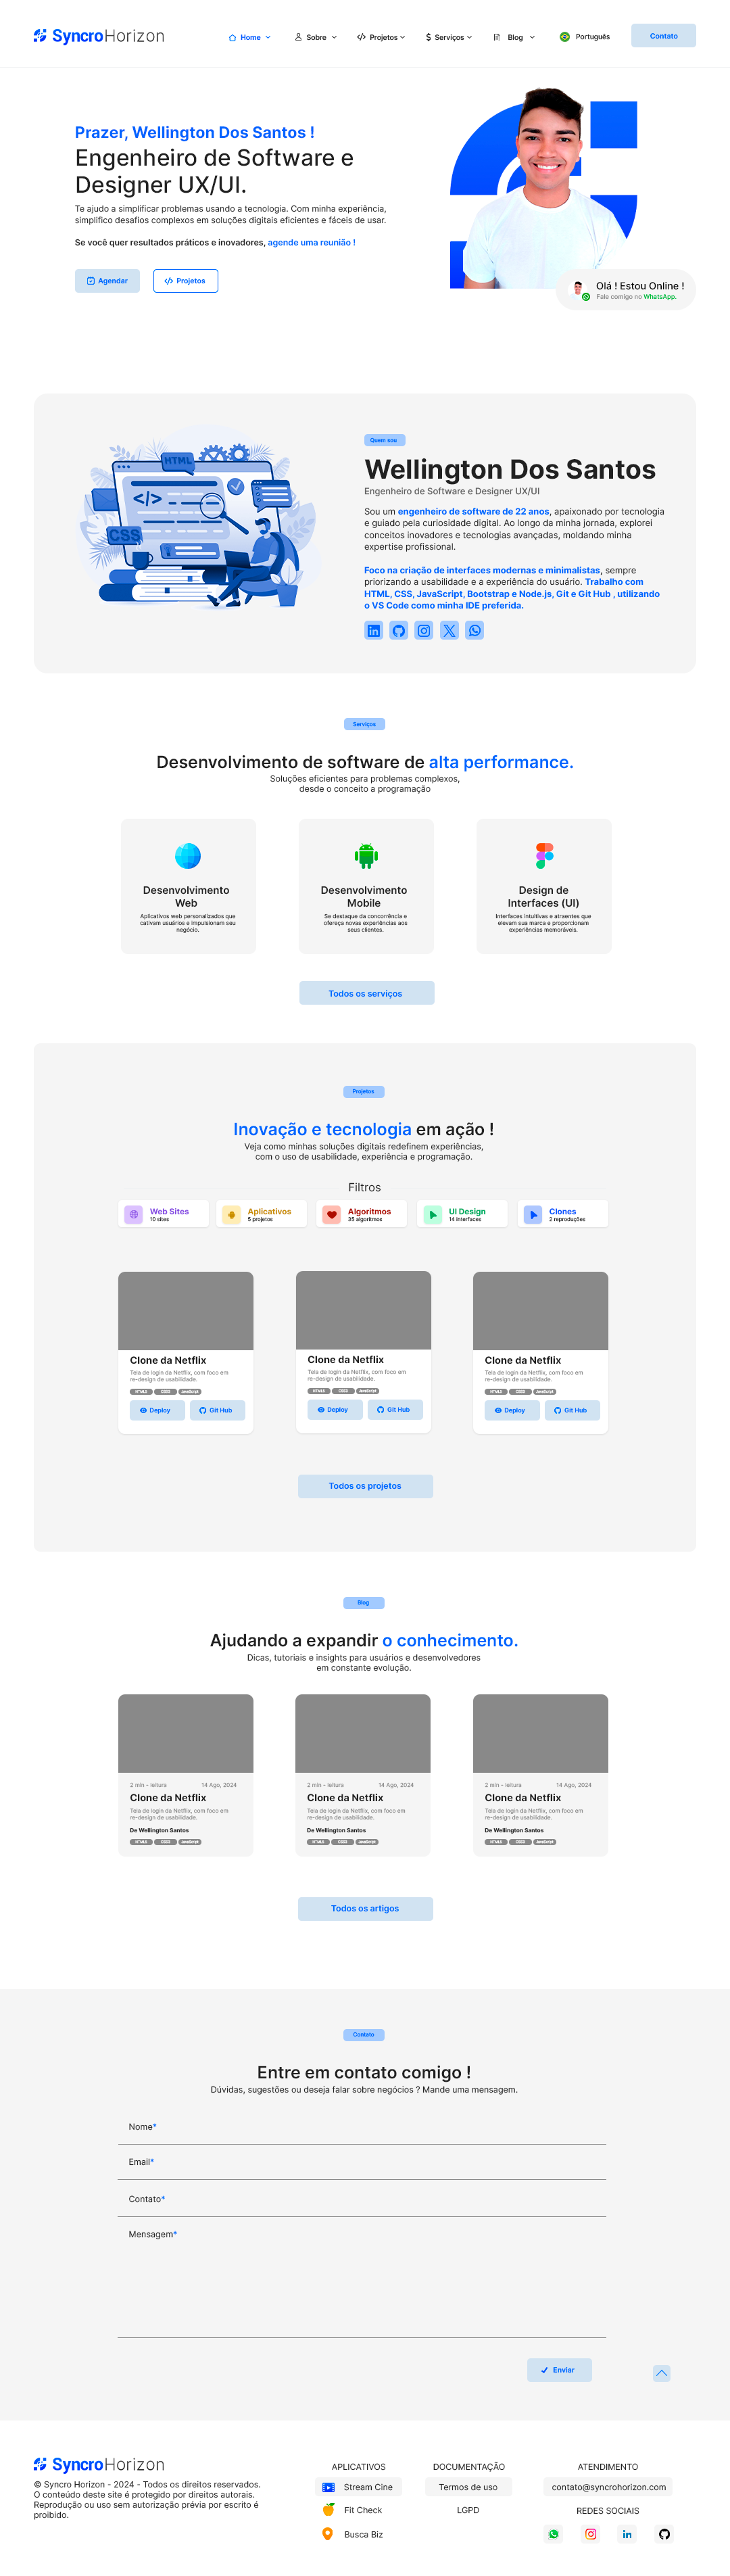 SyncroHorizon
Home
Sobre
Projetos
Serviços
Blog
Português
Contato
Prazer, Wellington Dos Santos !
Engenheiro de Software e
Designer UX/UI.
Te ajudo a simplificar problemas usando a tecnologia. Com minha experiência,
simplifico desafios complexos em soluções digitais eficientes e fáceis de usar.
Se você quer resultados práticos e inovadores, agende uma reunião !
Agendar
Projetos
Olá ! Estou Online !
Fale comigo no WhatsApp.
HTML
</>
CSS
Quem sou
Wellington Dos Santos
Engenheiro de Software e Designer UX/UI
Sou um engenheiro de software de 22 anos, apaixonado por tecnologia
e guiado pela curiosidade digital. Ao longo da minha jornada, explorei
conceitos inovadores e tecnologias avançadas, moldando minha
expertise profissional.
Foco na criação de interfaces modernas e minimalistas, sempre
priorizando a usabilidade e a experiência do usuário. Trabalho com
HTML, CSS, JavaScript, Bootstrap e Node.js, Git e Git Hub , utilizando
o VS Code como minha IDE preferida.
Serviços
Desenvolvimento de software de alta performance.
Soluções eficientes para problemas complexos,
desde o conceito a programação
Desenvolvimento
Web
Aplicativos web personalizados que
cativam usuários e impulsionam seu
negócio.
Desenvolvimento
Mobile
Se destaque da concorrência e
ofereça novas experiências aos
seus clientes.
Design de
Interfaces (UI)
Interfaces intuitivas e atraentes que
elevam sua marca e proporcionam
experiências memoráveis.
Todos os serviços
Projetos
Inovação e tecnologia em ação !
Veja como minhas soluções digitais redefinem experiências,
com o uso de usabilidade, experiência e programação.
Filtros
Web Sites
10 sites
Aplicativos
5 projetos
Algoritmos
35 algoritmos
UI Design
14 interfaces
Clones
2 reproduções
Clone da Netflix
Tela de login da Netflix, com foco em
re-design de usabilidade.
HTML5 CSS3 JavaScript
Deploy
Git Hub
Clone da Netflix
Tela de login da Netflix, com foco em
re-design de usabilidade.
HTML5 CSS3 JavaScript
Deploy
Git Hub
Clone da Netflix
Tela de login da Netflix, com foco em
re-design de usabilidade.
HTML5 CSS3 JavaScript
Deploy
Git Hub
Todos os projetos
Blog
Ajudando a expandir o conhecimento.
Dicas, tutoriais e insights para usuários e desenvolvedores
em constante evolução.
2 min - leitura 14 Ago, 2024
Clone da Netflix
Tela de login da Netflix, com foco em
re-design de usabilidade.
De Wellington Santos
HTML5 CSS3 JavaScript
2 min - leitura 14 Ago, 2024
Clone da Netflix
Tela de login da Netflix, com foco em
re-design de usabilidade.
De Wellington Santos
HTML5 CSS3 JavaScript
2 min - leitura 14 Ago, 2024
Clone da Netflix
Tela de login da Netflix, com foco em
re-design de usabilidade.
De Wellington Santos
HTML5 CSS3 JavaScript
Todos os artigos
Contato
Entre em contato comigo !
Dúvidas, sugestões ou deseja falar sobre negócios ? Mande uma mensagem.
Nome*
Email*
Contato*
Mensagem*
Enviar
SyncroHorizon
© Syncro Horizon - 2024 - Todos os direitos reservados.
O conteúdo deste site é protegido por direitos autorais.
Reprodução ou uso sem autorização prévia por escrito é
proibido.
APLICATIVOS
Stream Cine
Fit Check
Busca Biz
DOCUMENTAÇÃO
Termos de uso
LGPD
ATENDIMENTO
contato@syncrohorizon.com
REDES SOCIAIS